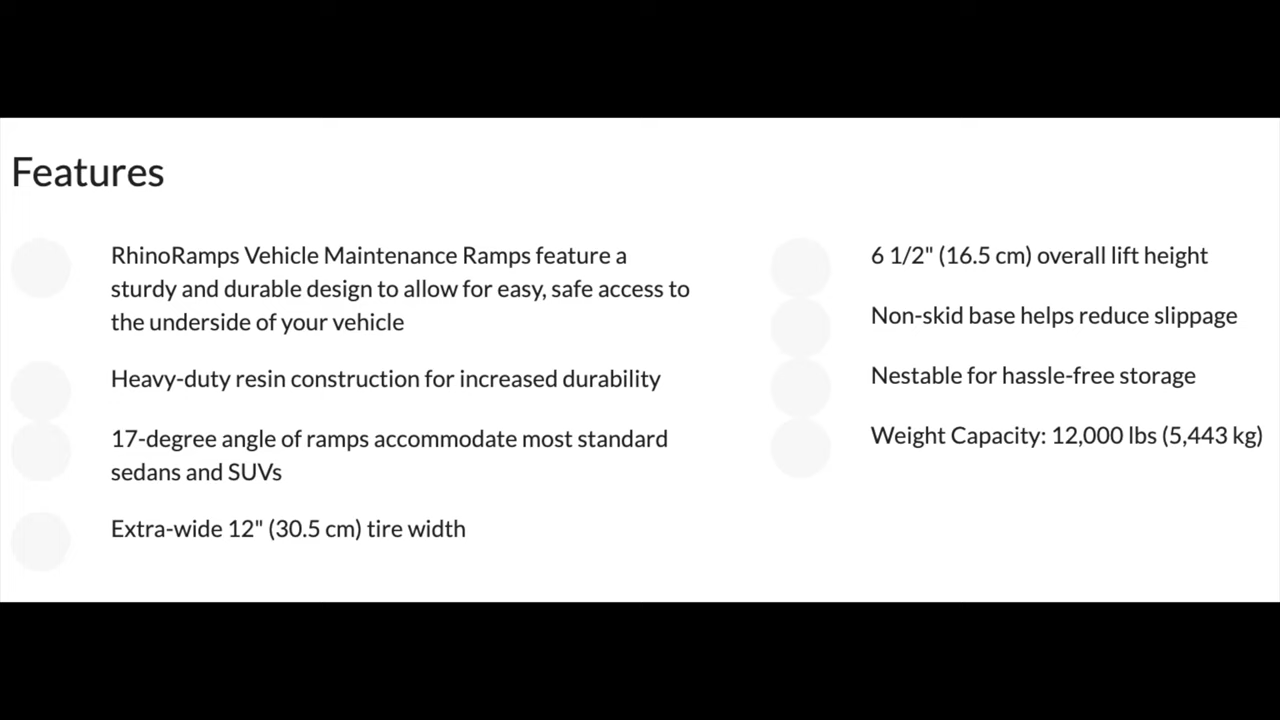 Features
RhinoRamps Vehicle Maintenance Ramps feature a
sturdy and durable design to allow for easy, safe access to
the underside of your vehicle
Heavy-duty resin construction for increased durability
17-degree angle of ramps accommodate most standard
sedans and SUVs
Extra-wide 12" (30.5 cm) tire width
6 1/2" (16.5 cm) overall lift height
Non-skid base helps reduce slippage
Nestable for hassle-free storage
Weight Capacity: 12,000 lbs (5,443 kg)